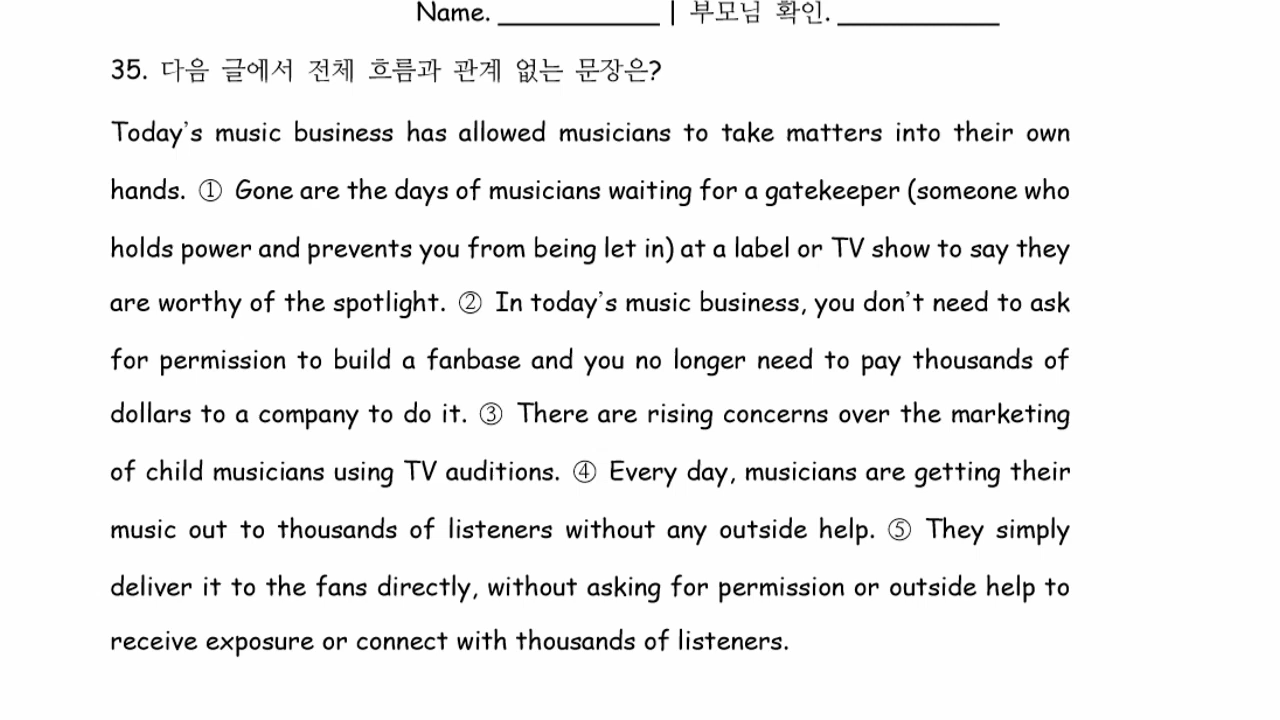 Name. ____________ | 부모님 확인. ____________
35. 다음 글에서 전체 흐름과 관계 없는 문장은?
Today's music business has allowed musicians to take matters into their own
hands. ① Gone are the days of musicians waiting for a gatekeeper (someone who
holds power and prevents you from being let in) at a label or TV show to say they
are worthy of the spotlight. ② In today's music business, you don't need to ask
for permission to build a fanbase and you no longer need to pay thousands of
dollars to a company to do it. ③ There are rising concerns over the marketing
of child musicians using TV auditions. ④ Every day, musicians are getting their
music out to thousands of listeners without any outside help. ⑤ They simply
deliver it to the fans directly, without asking for permission or outside help to
receive exposure or connect with thousands of listeners.